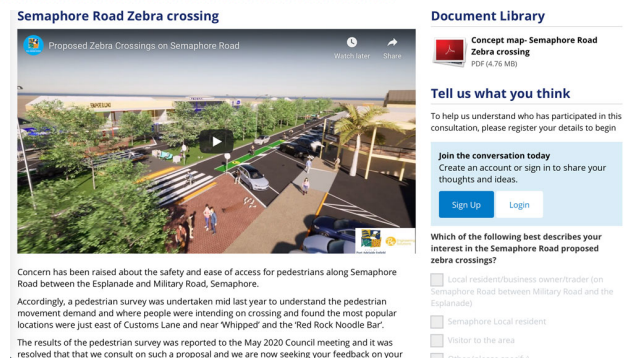 Semaphore Road Zebra crossing
Proposed Zebra Crossings on Semaphore Road
Watch later
Share
Concern has been raised about the safety and ease of access for pedestrians along Semaphore
Road between the Esplanade and Military Road, Semaphore.
Accordingly, a pedestrian survey was undertaken mid last year to understand the pedestrian
movement demand and where people were intending on crossing and found the most popular
locations were just east of Customs Lane and near ‘Whipped’ and the ‘Red Rock Noodle Bar’.
The results of the pedestrian survey was reported to the May 2020 Council meeting and it was
resolved that that we consult on such a proposal and we are now seeking your feedback on your
Document Library
Concept map- Semaphore Road
Zebra crossing
PDF (4.76 MB)
Tell us what you think
To help us understand who has participated in this
consultation, please register your details to begin
Join the conversation today
Create an account or sign in to share your
thoughts and ideas.
Sign Up
Login
Which of the following best describes your
interest in the Semaphore Road proposed
zebra crossings?
Local resident/business owner/trader (on
Semaphore Road between Military Road and the
Esplanade)
Semaphore Local resident
Visitor to the area